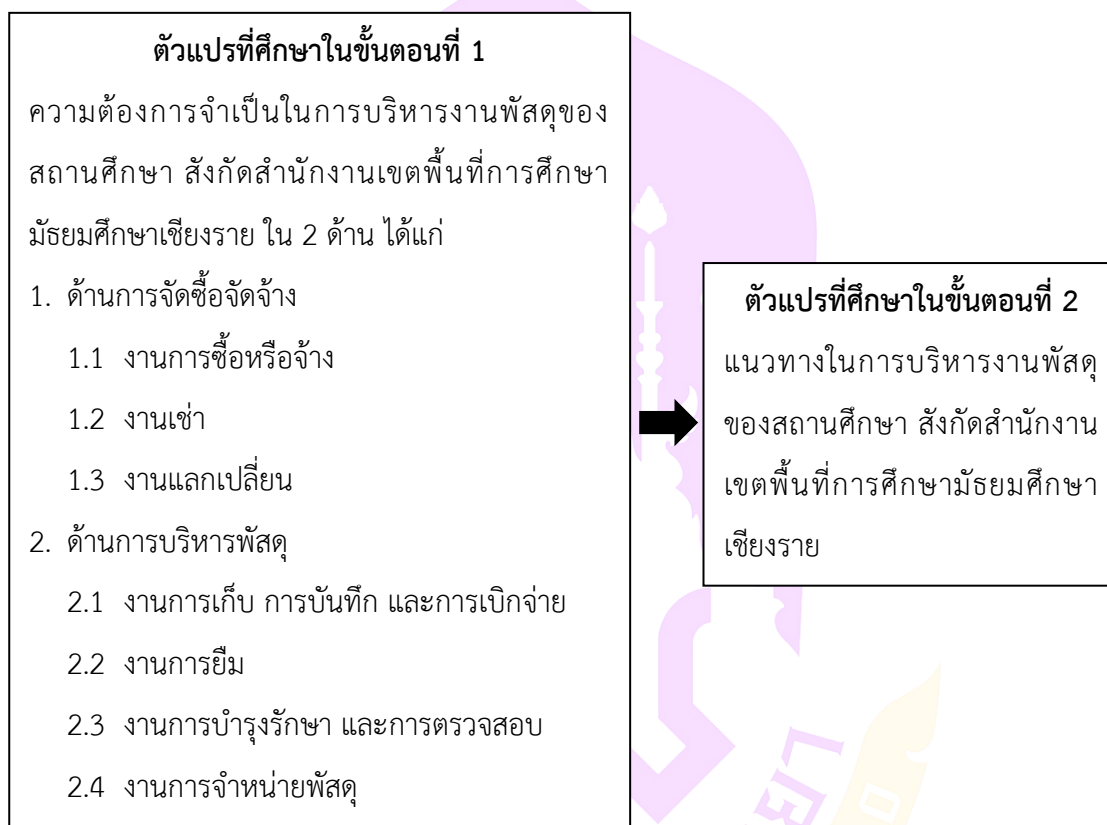 ตัวแปรที่ศึกษาในขั้นตอนที่ 1
ความต้องการจำเป็นในการบริหารงานพัสดุของ
สถานศึกษา สังกัดสำนักงานเขตพื้นที่การศึกษา
มัธยมศึกษาเชียงราย ใน 2 ด้าน ได้แก่
1. ด้านการจัดซื้อจัดจ้าง
1.1 งานการซื้อหรือจ้าง
1.2 งานเช่า
1.3 งานแลกเปลี่ยน
2. ด้านการบริหารพัสดุ
2.1 งานการเก็บ การบันทึก และการเบิกจ่าย
2.2 งานการยืม
2.3 งานการบำรุงรักษา และการตรวจสอบ
2.4 งานการจำหน่ายพัสดุ
ตัวแปรที่ศึกษาในขั้นตอนที่ 2
แนวทางในการบริหารงานพัสดุ
ของสถานศึกษา สังกัดสำนักงาน
เขตพื้นที่การศึกษามัธยมศึกษา
เชียงราย